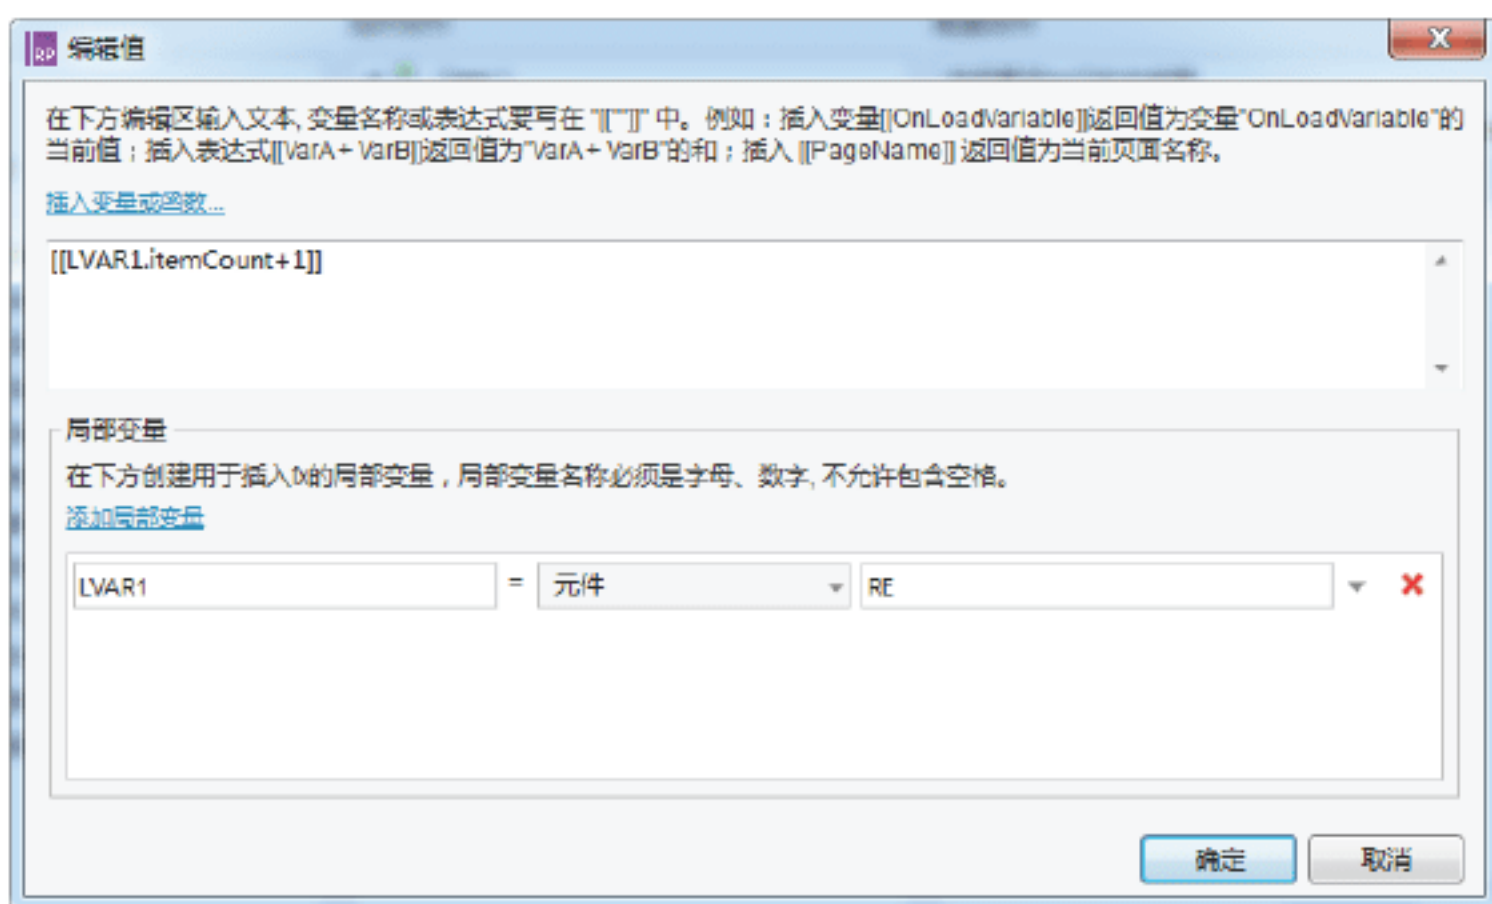 RP 编辑值
在下方编辑区输入文本, 变量名称或表达式要写在 "[[""]]" 中。例如：插入变量[[OnLoadVariable]]返回值为变量"OnLoadVariable"的
当前值；插入表达式[[VarA + VarB]]返回值为"VarA + VarB"的和；插入 [[PageName]] 返回值为当前页面名称。
插入变量或函数...
[[LVAR1.itemCount+1]]
局部变量
在下方创建用于插入fx的局部变量，局部变量名称必须是字母、数字, 不允许包含空格。
添加局部变量
LVAR1 = 元件 RE
确定 取消